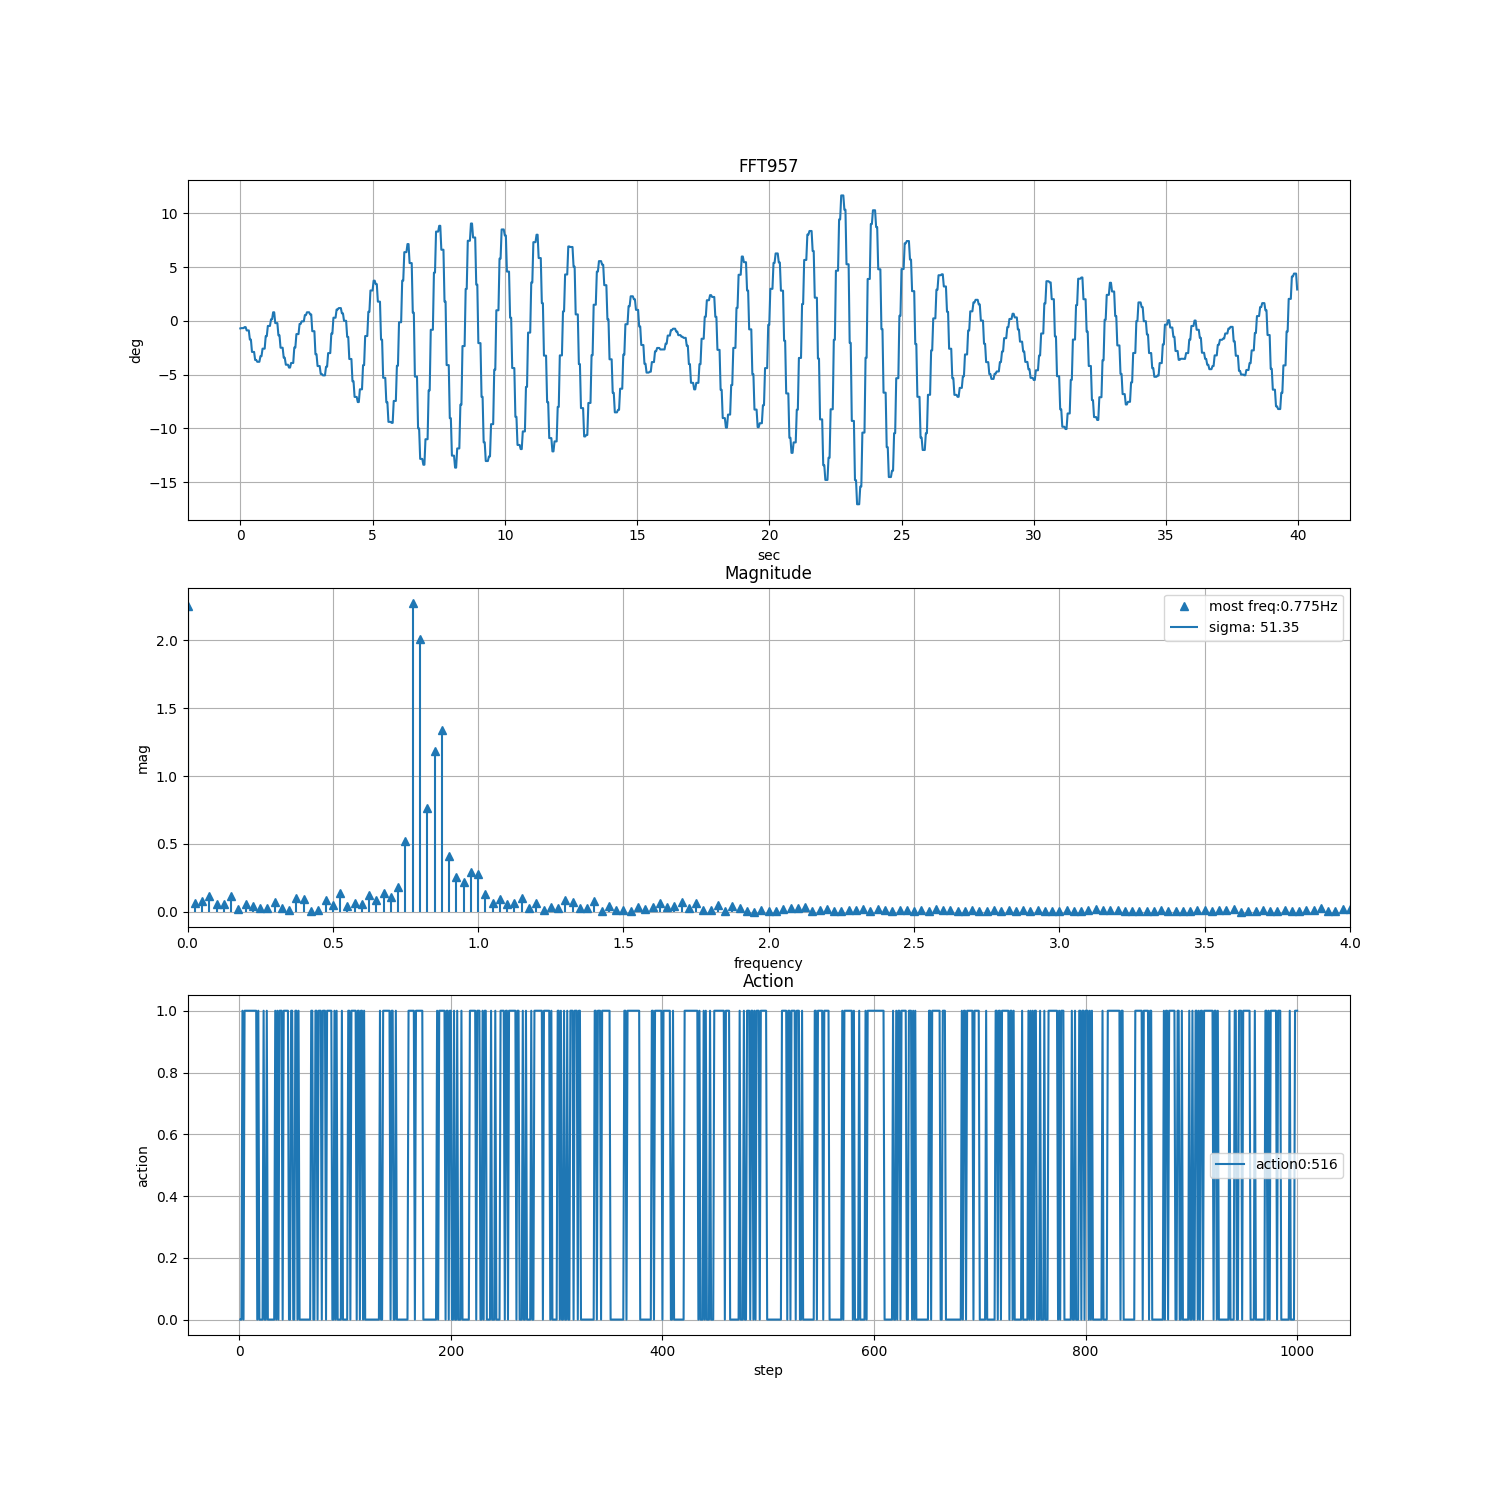 FFT957
10
5
0
−5
−10
−15
deg
0 5 10 15 20 25 30 35 40
sec
Magnitude
most freq:0.775Hz
sigma: 51.35
2.0
1.5
1.0
0.5
0.0
mag
0.0 0.5 1.0 1.5 2.0 2.5 3.0 3.5 4.0
frequency
Action
1.0
0.8
0.6
0.4
0.2
0.0
action
action0:516
0 200 400 600 800 1000
step